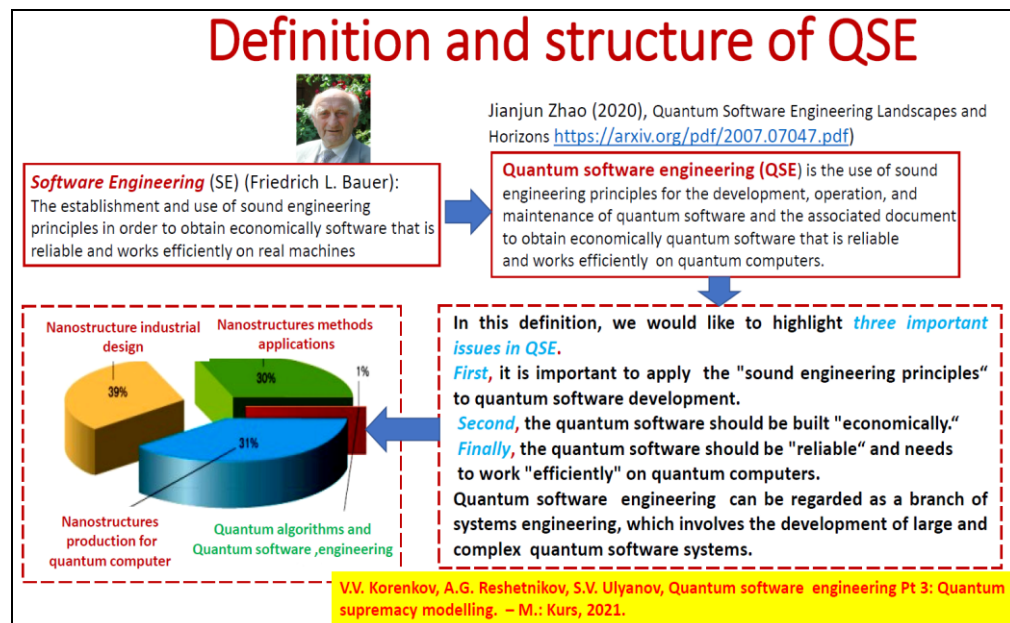 Definition and structure of QSE
Jianjun Zhao (2020), Quantum Software Engineering Landscapes and
Horizons https://arxiv.org/pdf/2007.07047.pdf)
Software Engineering (SE) (Friedrich L. Bauer):
The establishment and use of sound engineering
principles in order to obtain economically software that is
reliable and works efficiently on real machines
Quantum software engineering (QSE) is the use of sound
engineering principles for the development, operation, and
maintenance of quantum software and the associated document
to obtain economically quantum software that is reliable
and works efficiently on quantum computers.
Nanostructure industrial
design
Nanostructures methods
applications
39%
30%
1%
31%
Nanostructures
production for
quantum computer
Quantum algorithms and
Quantum software ,engineering
In this definition, we would like to highlight three important
issues in QSE.
First, it is important to apply the "sound engineering principles“
to quantum software development.
Second, the quantum software should be built "economically.“
Finally, the quantum software should be "reliable“ and needs
to work "efficiently" on quantum computers.
Quantum software engineering can be regarded as a branch of
systems engineering, which involves the development of large and
complex quantum software systems.
V.V. Korenkov, A.G. Reshetnikov, S.V. Ulyanov, Quantum software engineering Pt 3: Quantum
supremacy modelling. – M.: Kurs, 2021.